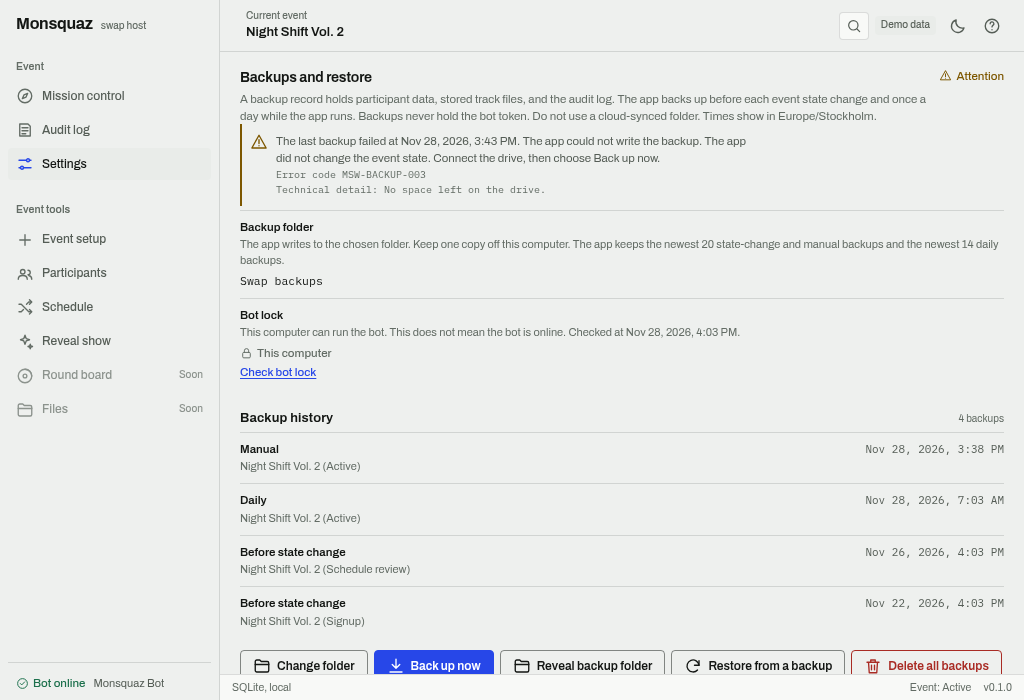 Monsquaz swap host
Event
Mission control
Audit log
Settings
Event tools
Event setup
Participants
Schedule
Reveal show
Round board Soon
Files Soon
Bot online Monsquaz Bot
Current event
Night Shift Vol. 2
Demo data
Backups and restore
Attention
A backup record holds participant data, stored track files, and the audit log. The app backs up before each event state change and once a
day while the app runs. Backups never hold the bot token. Do not use a cloud-synced folder. Times show in Europe/Stockholm.
The last backup failed at Nov 28, 2026, 3:43 PM. The app could not write the backup. The app
did not change the event state. Connect the drive, then choose Back up now.
Error code MSW-BACKUP-003
Technical detail: No space left on the drive.
Backup folder
The app writes to the chosen folder. Keep one copy off this computer. The app keeps the newest 20 state-change and manual backups and the newest 14 daily
backups.
Swap backups
Bot lock
This computer can run the bot. This does not mean the bot is online. Checked at Nov 28, 2026, 4:03 PM.
This computer
Check bot lock
Backup history 4 backups
Manual Nov 28, 2026, 3:38 PM
Night Shift Vol. 2 (Active)
Daily Nov 28, 2026, 7:03 AM
Night Shift Vol. 2 (Active)
Before state change Nov 26, 2026, 4:03 PM
Night Shift Vol. 2 (Schedule review)
Before state change Nov 22, 2026, 4:03 PM
Night Shift Vol. 2 (Signup)
Change folder Back up now Reveal backup folder Restore from a backup Delete all backups
SQLite, local Event: Active v0.1.0